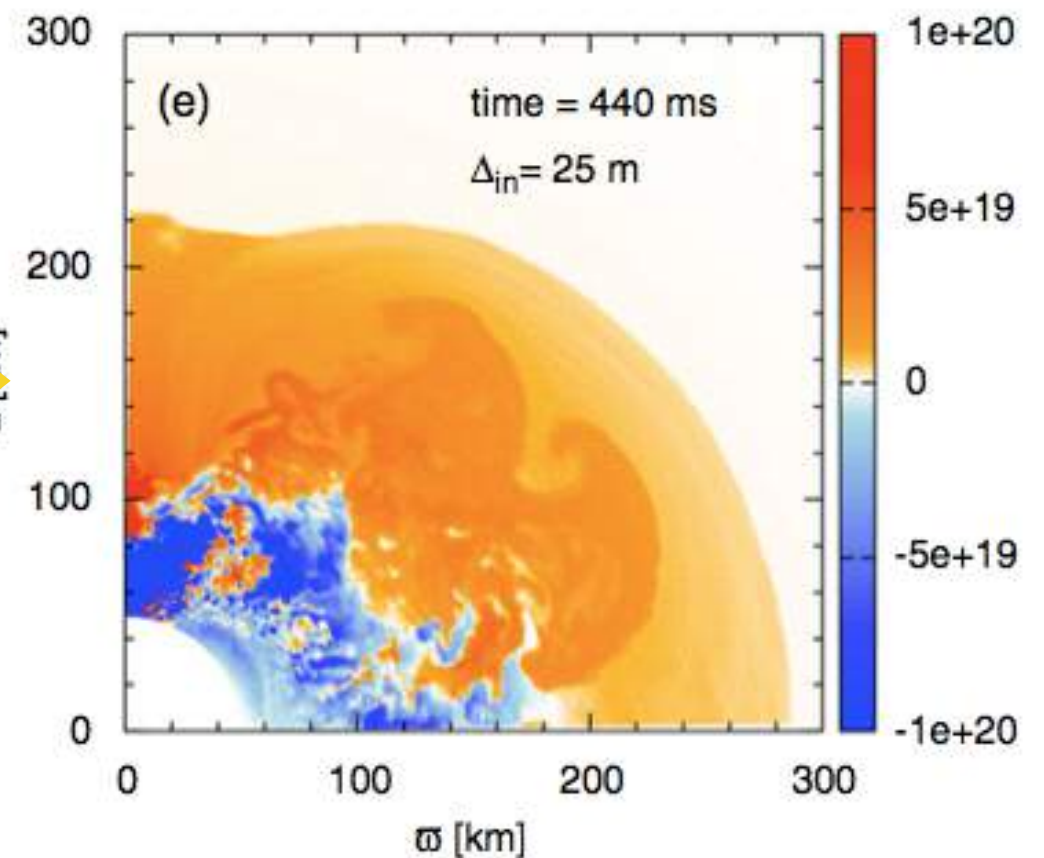 300
200
100
0
(e)
time = 440 ms
Δin= 25 m
0 100 200 300
ϖ [km]
1e+20
5e+19
0
-5e+19
-1e+20